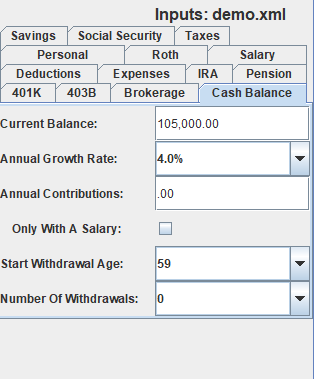 Inputs: demo.xml
Savings Social Security Taxes
Personal Roth Salary
Deductions Expenses IRA Pension
401K 403B Brokerage Cash Balance
Current Balance: 105,000.00
Annual Growth Rate: 4.0%
Annual Contributions: .00
Only With A Salary:
Start Withdrawal Age: 59
Number Of Withdrawals: 0